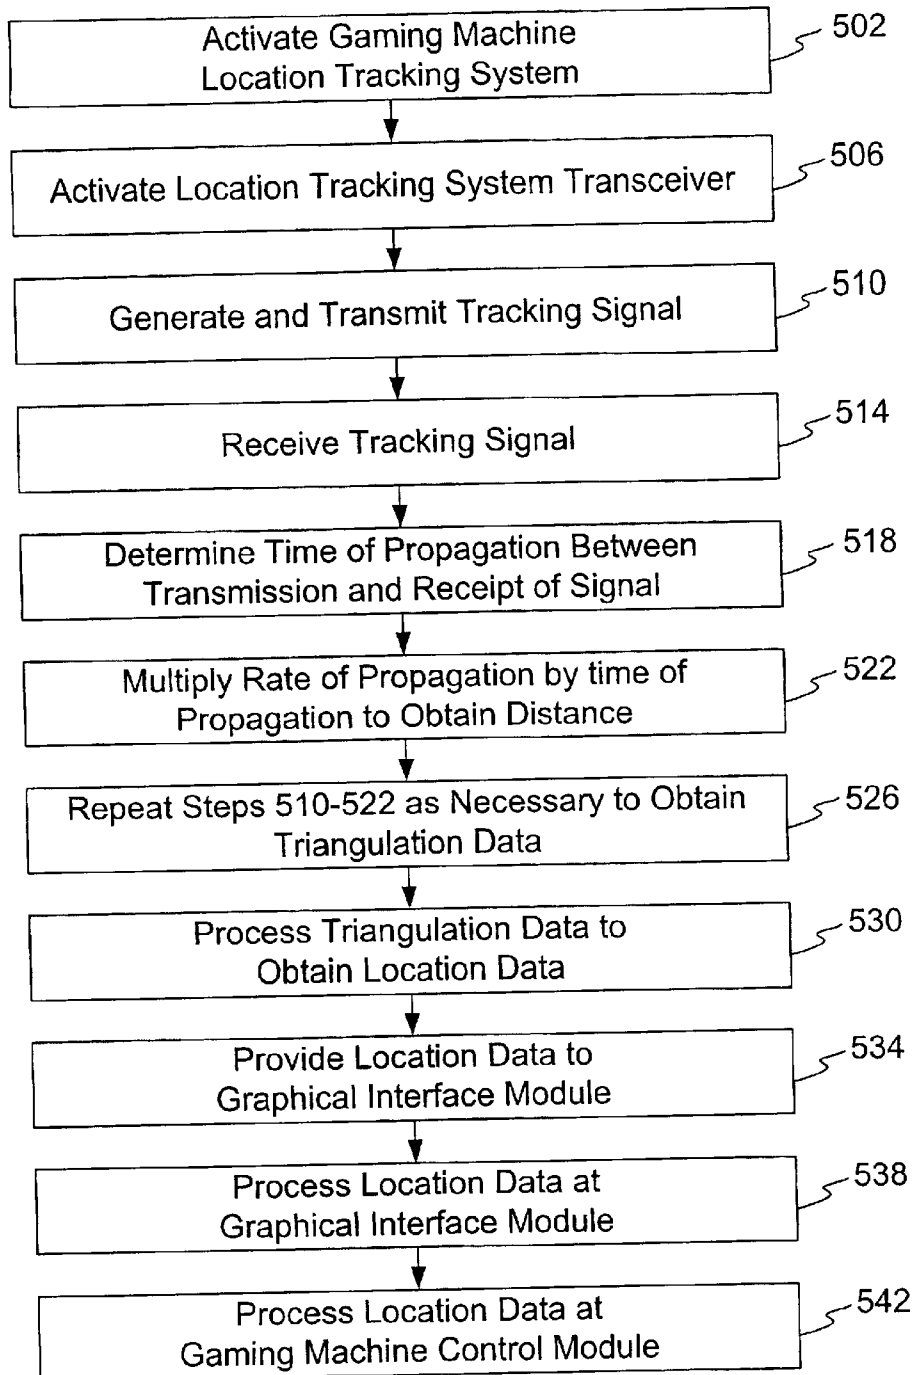 Activate Gaming Machine
Location Tracking System
502
Activate Location Tracking System Transceiver
506
Generate and Transmit Tracking Signal
510
Receive Tracking Signal
514
Determine Time of Propagation Between
Transmission and Receipt of Signal
518
Multiply Rate of Propagation by time of
Propagation to Obtain Distance
522
Repeat Steps 510-522 as Necessary to Obtain
Triangulation Data
526
Process Triangulation Data to
Obtain Location Data
530
Provide Location Data to
Graphical Interface Module
534
Process Location Data at
Graphical Interface Module
538
Process Location Data at
Gaming Machine Control Module
542